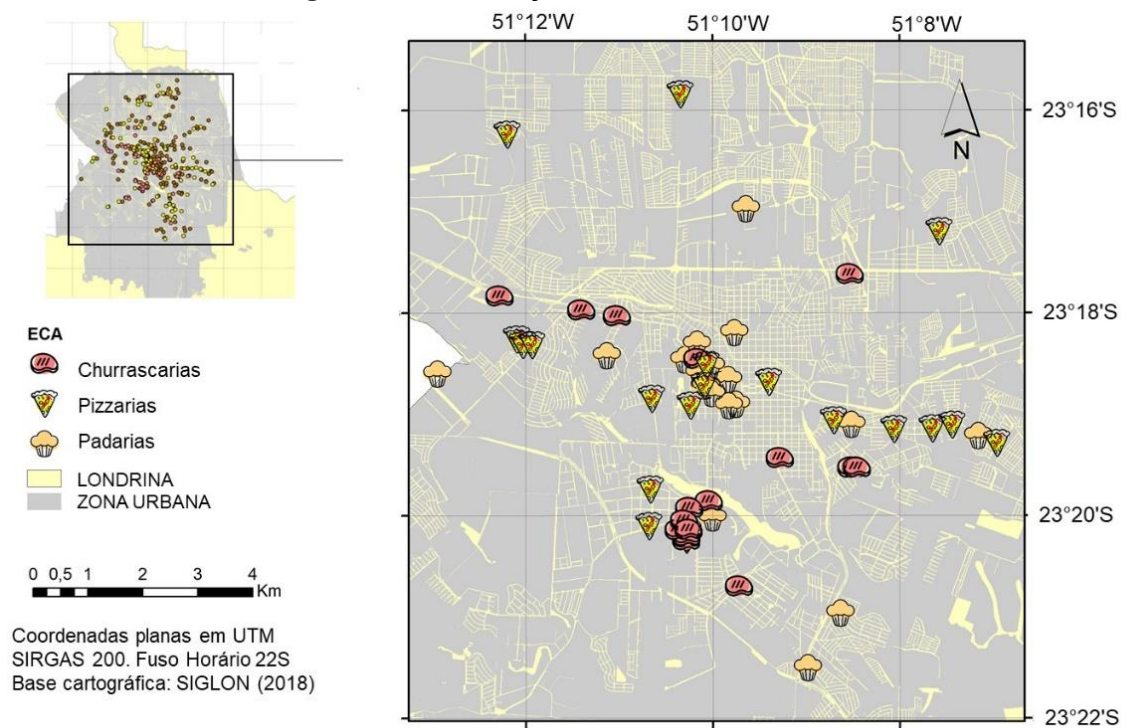 51°12'W 51°10'W 51°8'W
23°16'S
N
23°18'S
23°20'S
23°22'S
ECA
Churrascarias
Pizzarias
Padarias
LONDRINA
ZONA URBANA
0 0,5 1 2 3 4
Km
Coordenadas planas em UTM
SIRGAS 200. Fuso Horário 22S
Base cartográfica: SIGLON (2018)